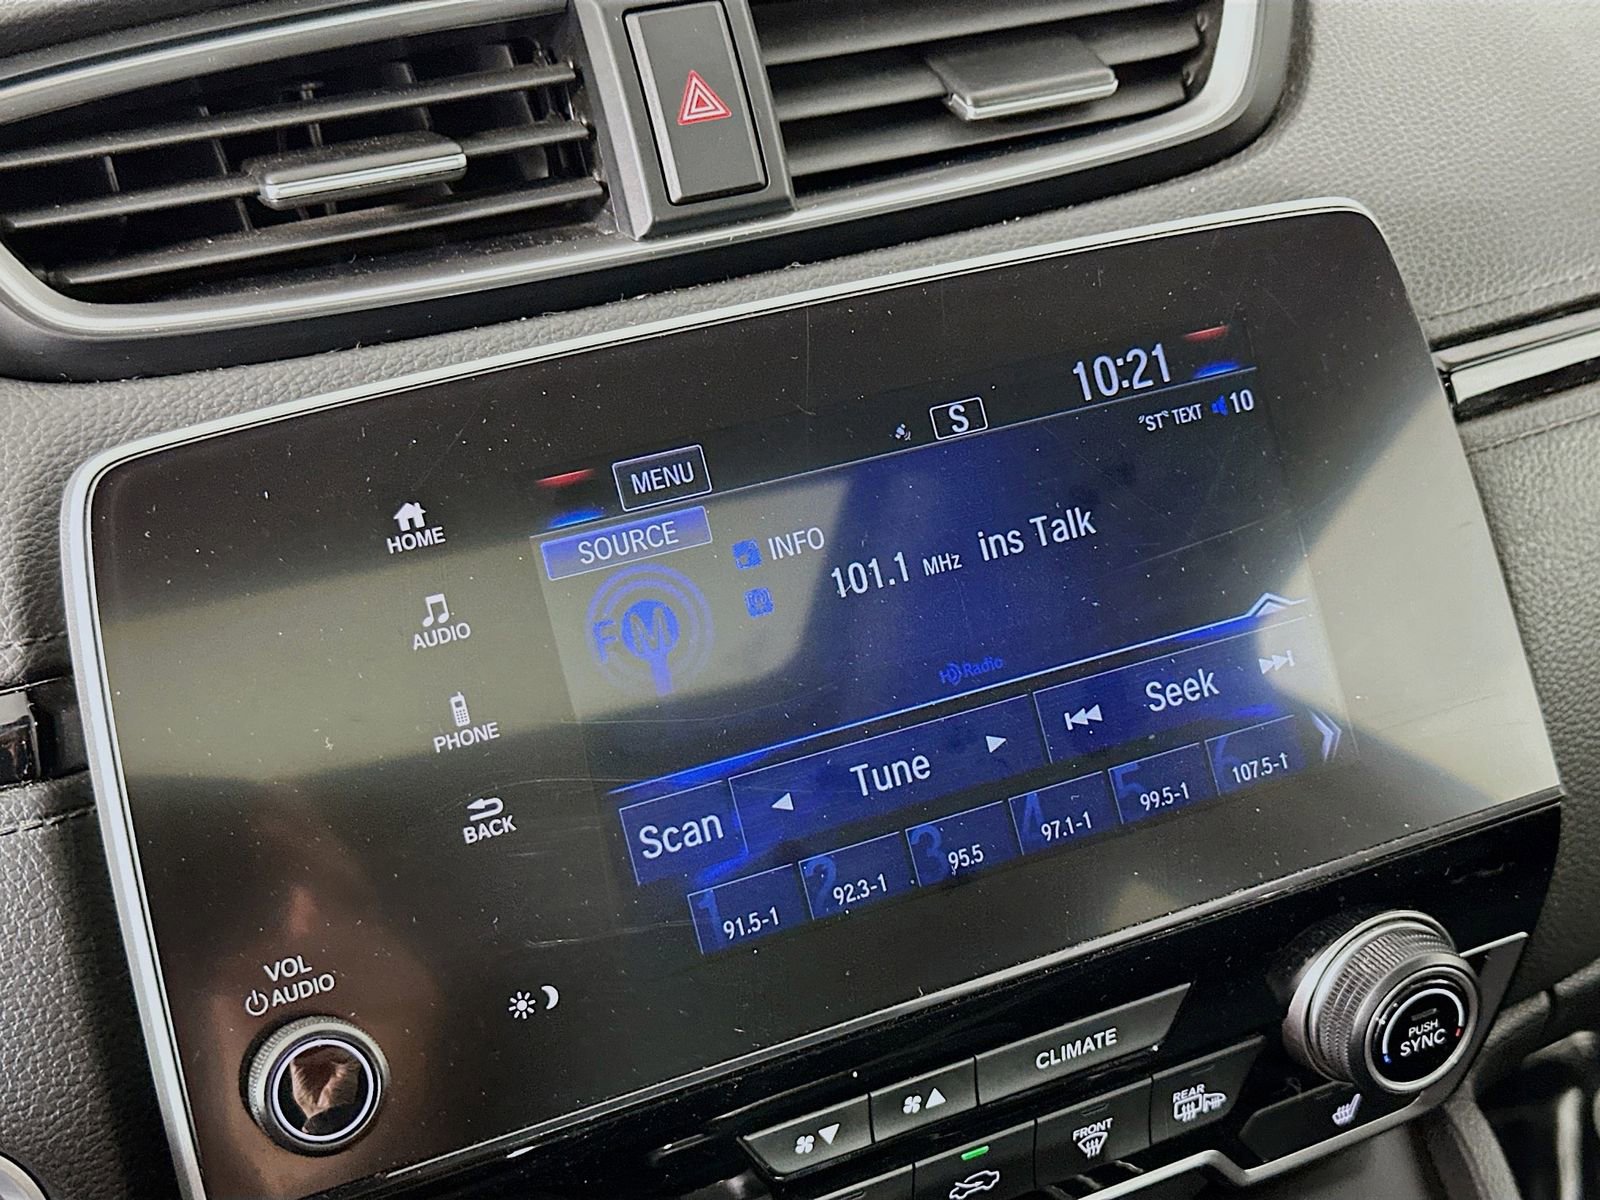 10:21
S
MENU
"ST" TEXT 10
HOME
SOURCE
INFO
101.1 MHz ins Talk
FM
AUDIO
HD Radio
PHONE
Seek
Tune
Scan
BACK
1 91.5-1
2 92.3-1
3 95.5
4 97.1-1
5 99.5-1
6 107.5-1
VOL
AUDIO
PUSH
SYNC
CLIMATE
REAR
FRONT